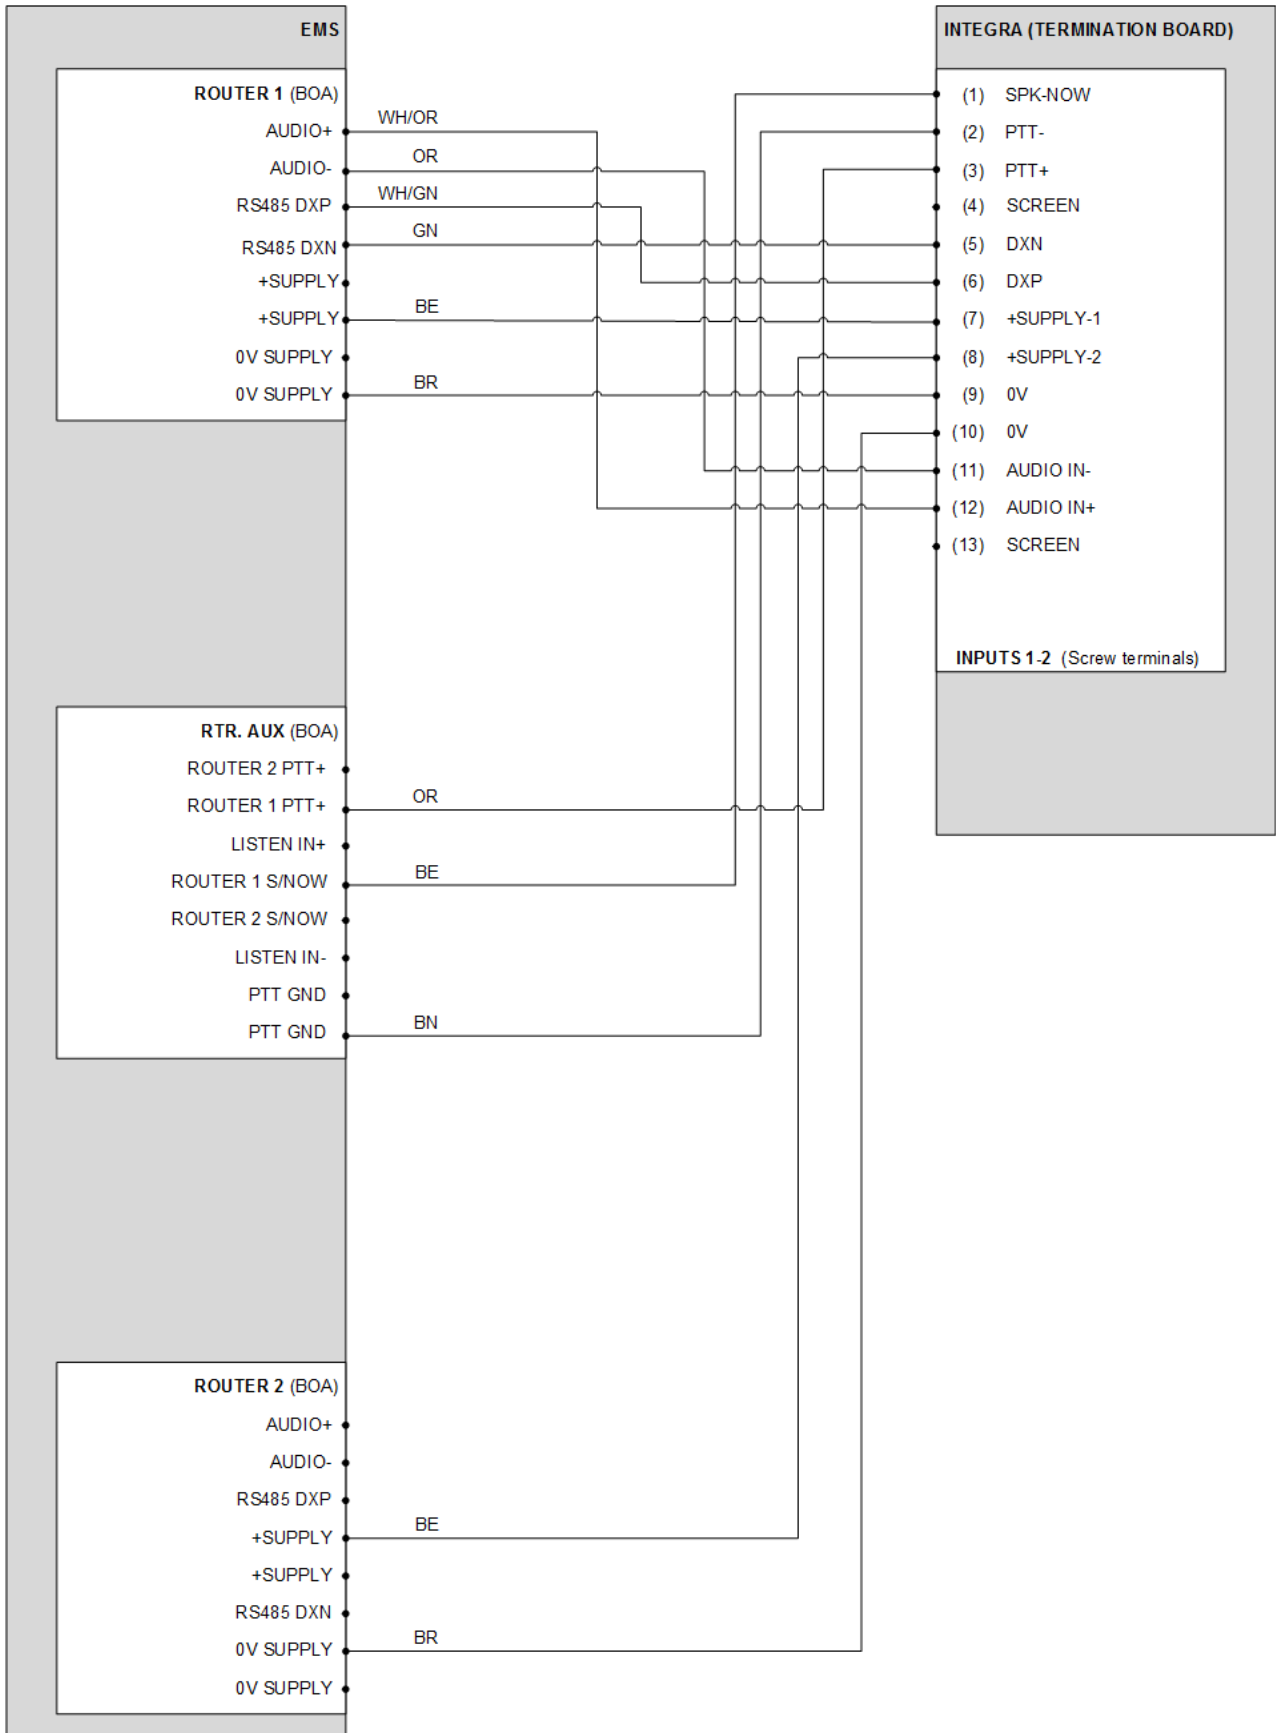 EMS
ROUTER 1 (BOA)
AUDIO+
WH/OR
AUDIO-
OR
RS485 DXP
WH/GN
RS485 DXN
GN
+SUPPLY
+SUPPLY
BE
0V SUPPLY
0V SUPPLY
BR
INTEGRA (TERMINATION BOARD)
(1) SPK-NOW
(2) PTT-
(3) PTT+
(4) SCREEN
(5) DXN
(6) DXP
(7) +SUPPLY-1
(8) +SUPPLY-2
(9) 0V
(10) 0V
(11) AUDIO IN-
(12) AUDIO IN+
(13) SCREEN
INPUTS 1-2 (Screw terminals)
RTR. AUX (BOA)
ROUTER 2 PTT+
ROUTER 1 PTT+
OR
LISTEN IN+
ROUTER 1 S/NOW
BE
ROUTER 2 S/NOW
LISTEN IN-
PTT GND
PTT GND
BN
ROUTER 2 (BOA)
AUDIO+
AUDIO-
RS485 DXP
+SUPPLY
BE
+SUPPLY
RS485 DXN
0V SUPPLY
BR
0V SUPPLY